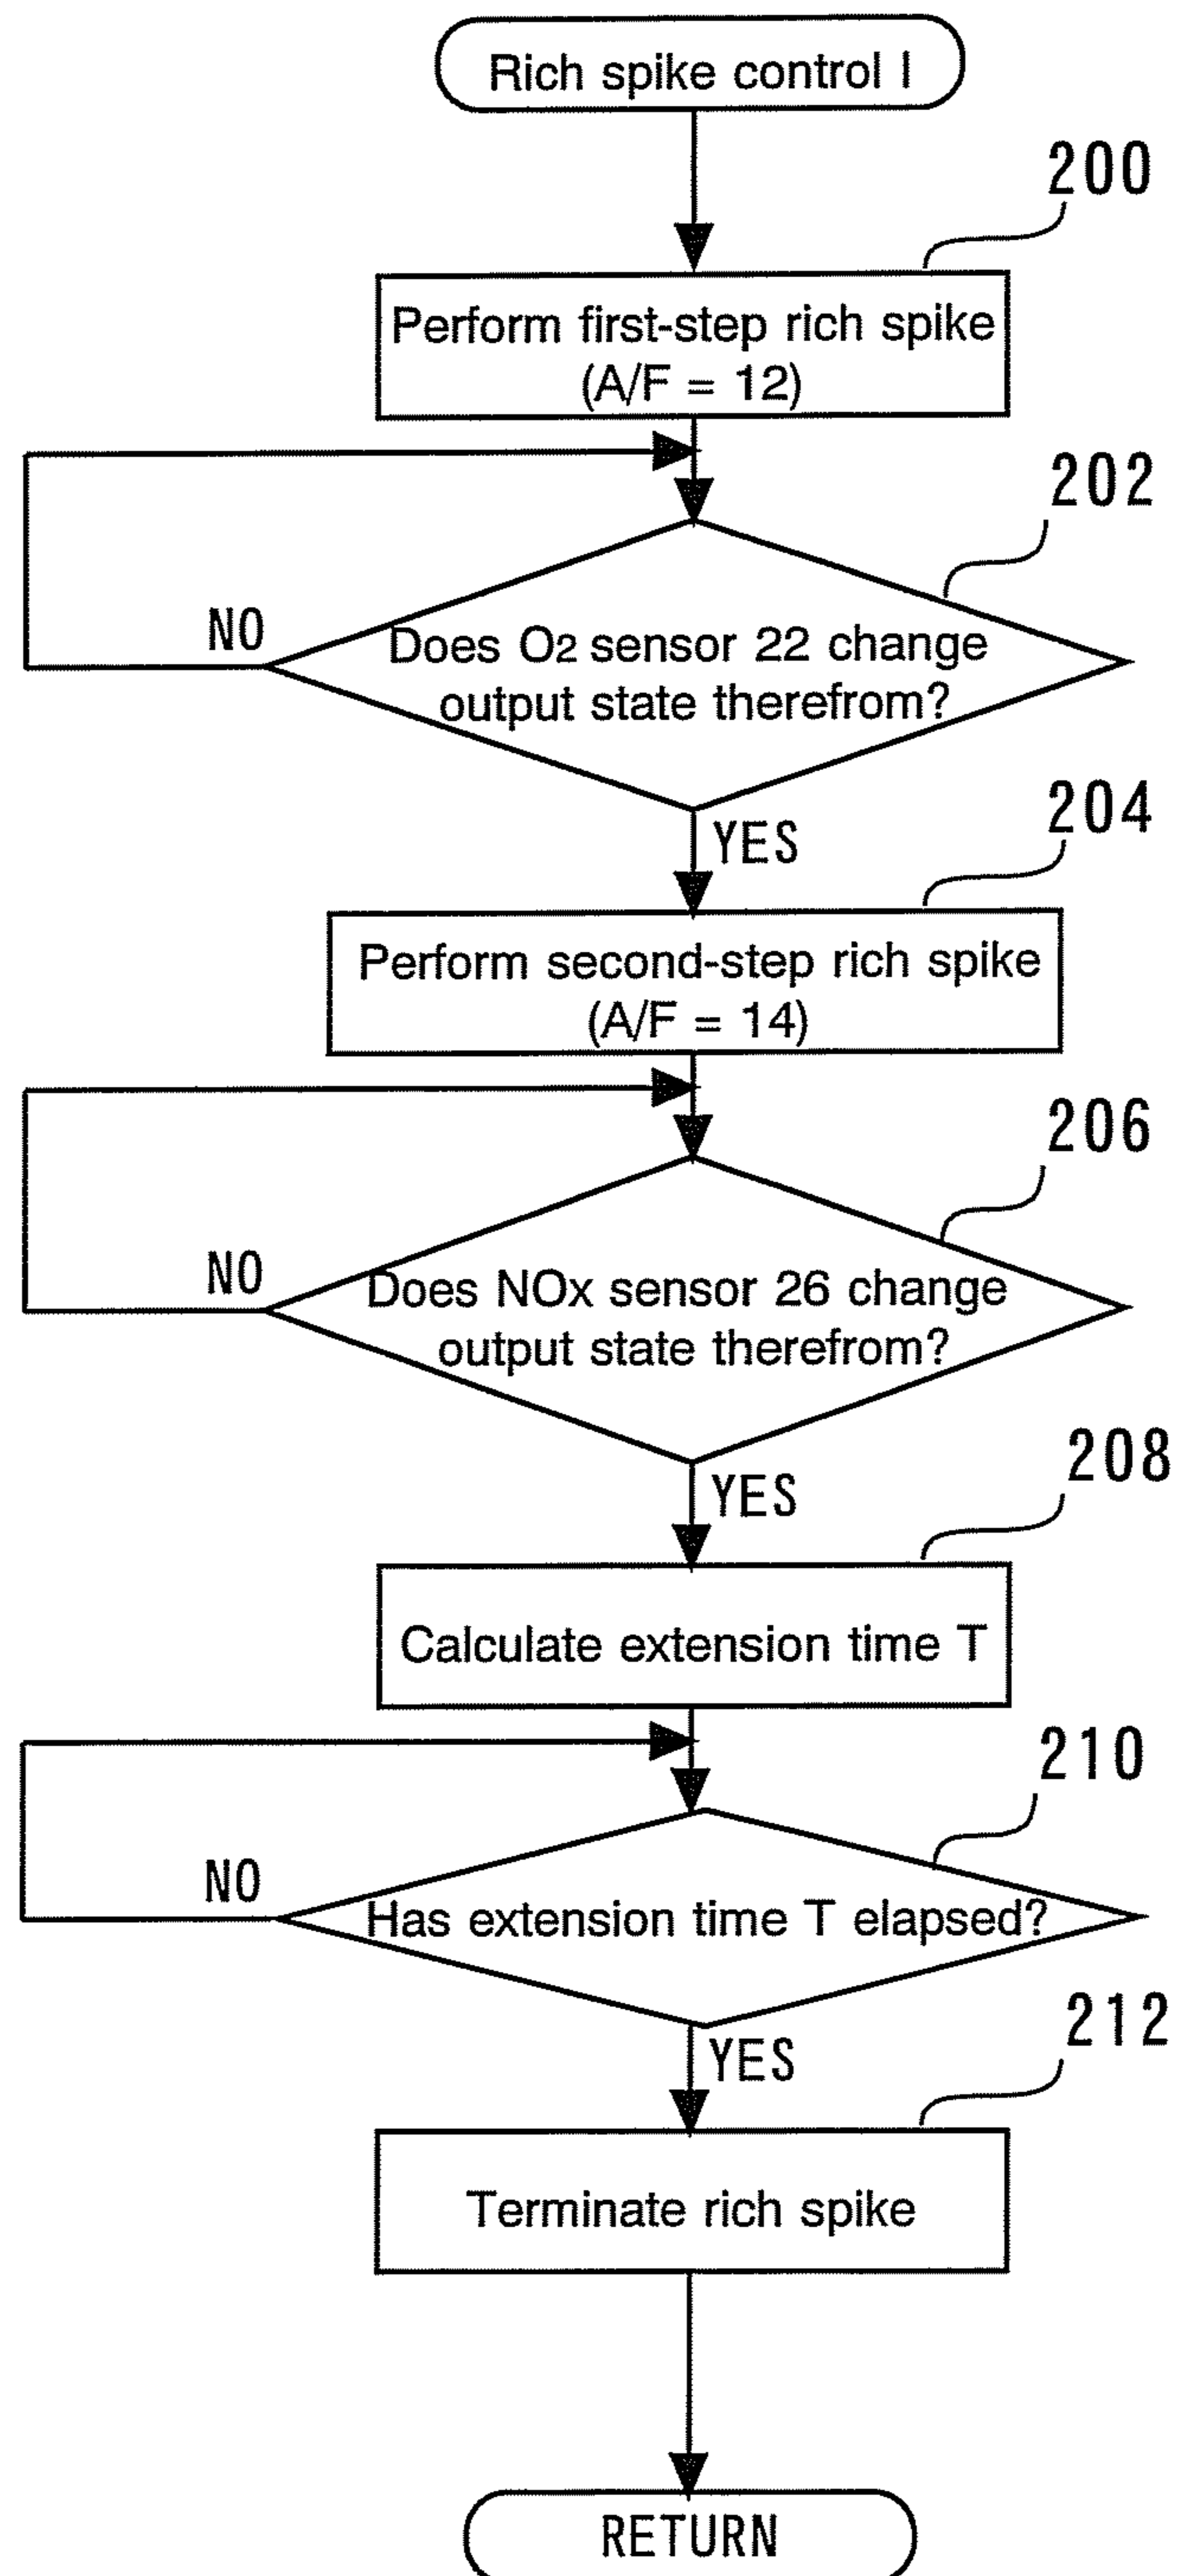 Rich spike control I
200
Perform first-step rich spike
(A/F = 12)
202
NO
Does O2 sensor 22 change
output state therefrom?
YES
204
Perform second-step rich spike
(A/F = 14)
206
NO
Does NOx sensor 26 change
output state therefrom?
YES
208
Calculate extension time T
210
NO
Has extension time T elapsed?
YES
212
Terminate rich spike
RETURN